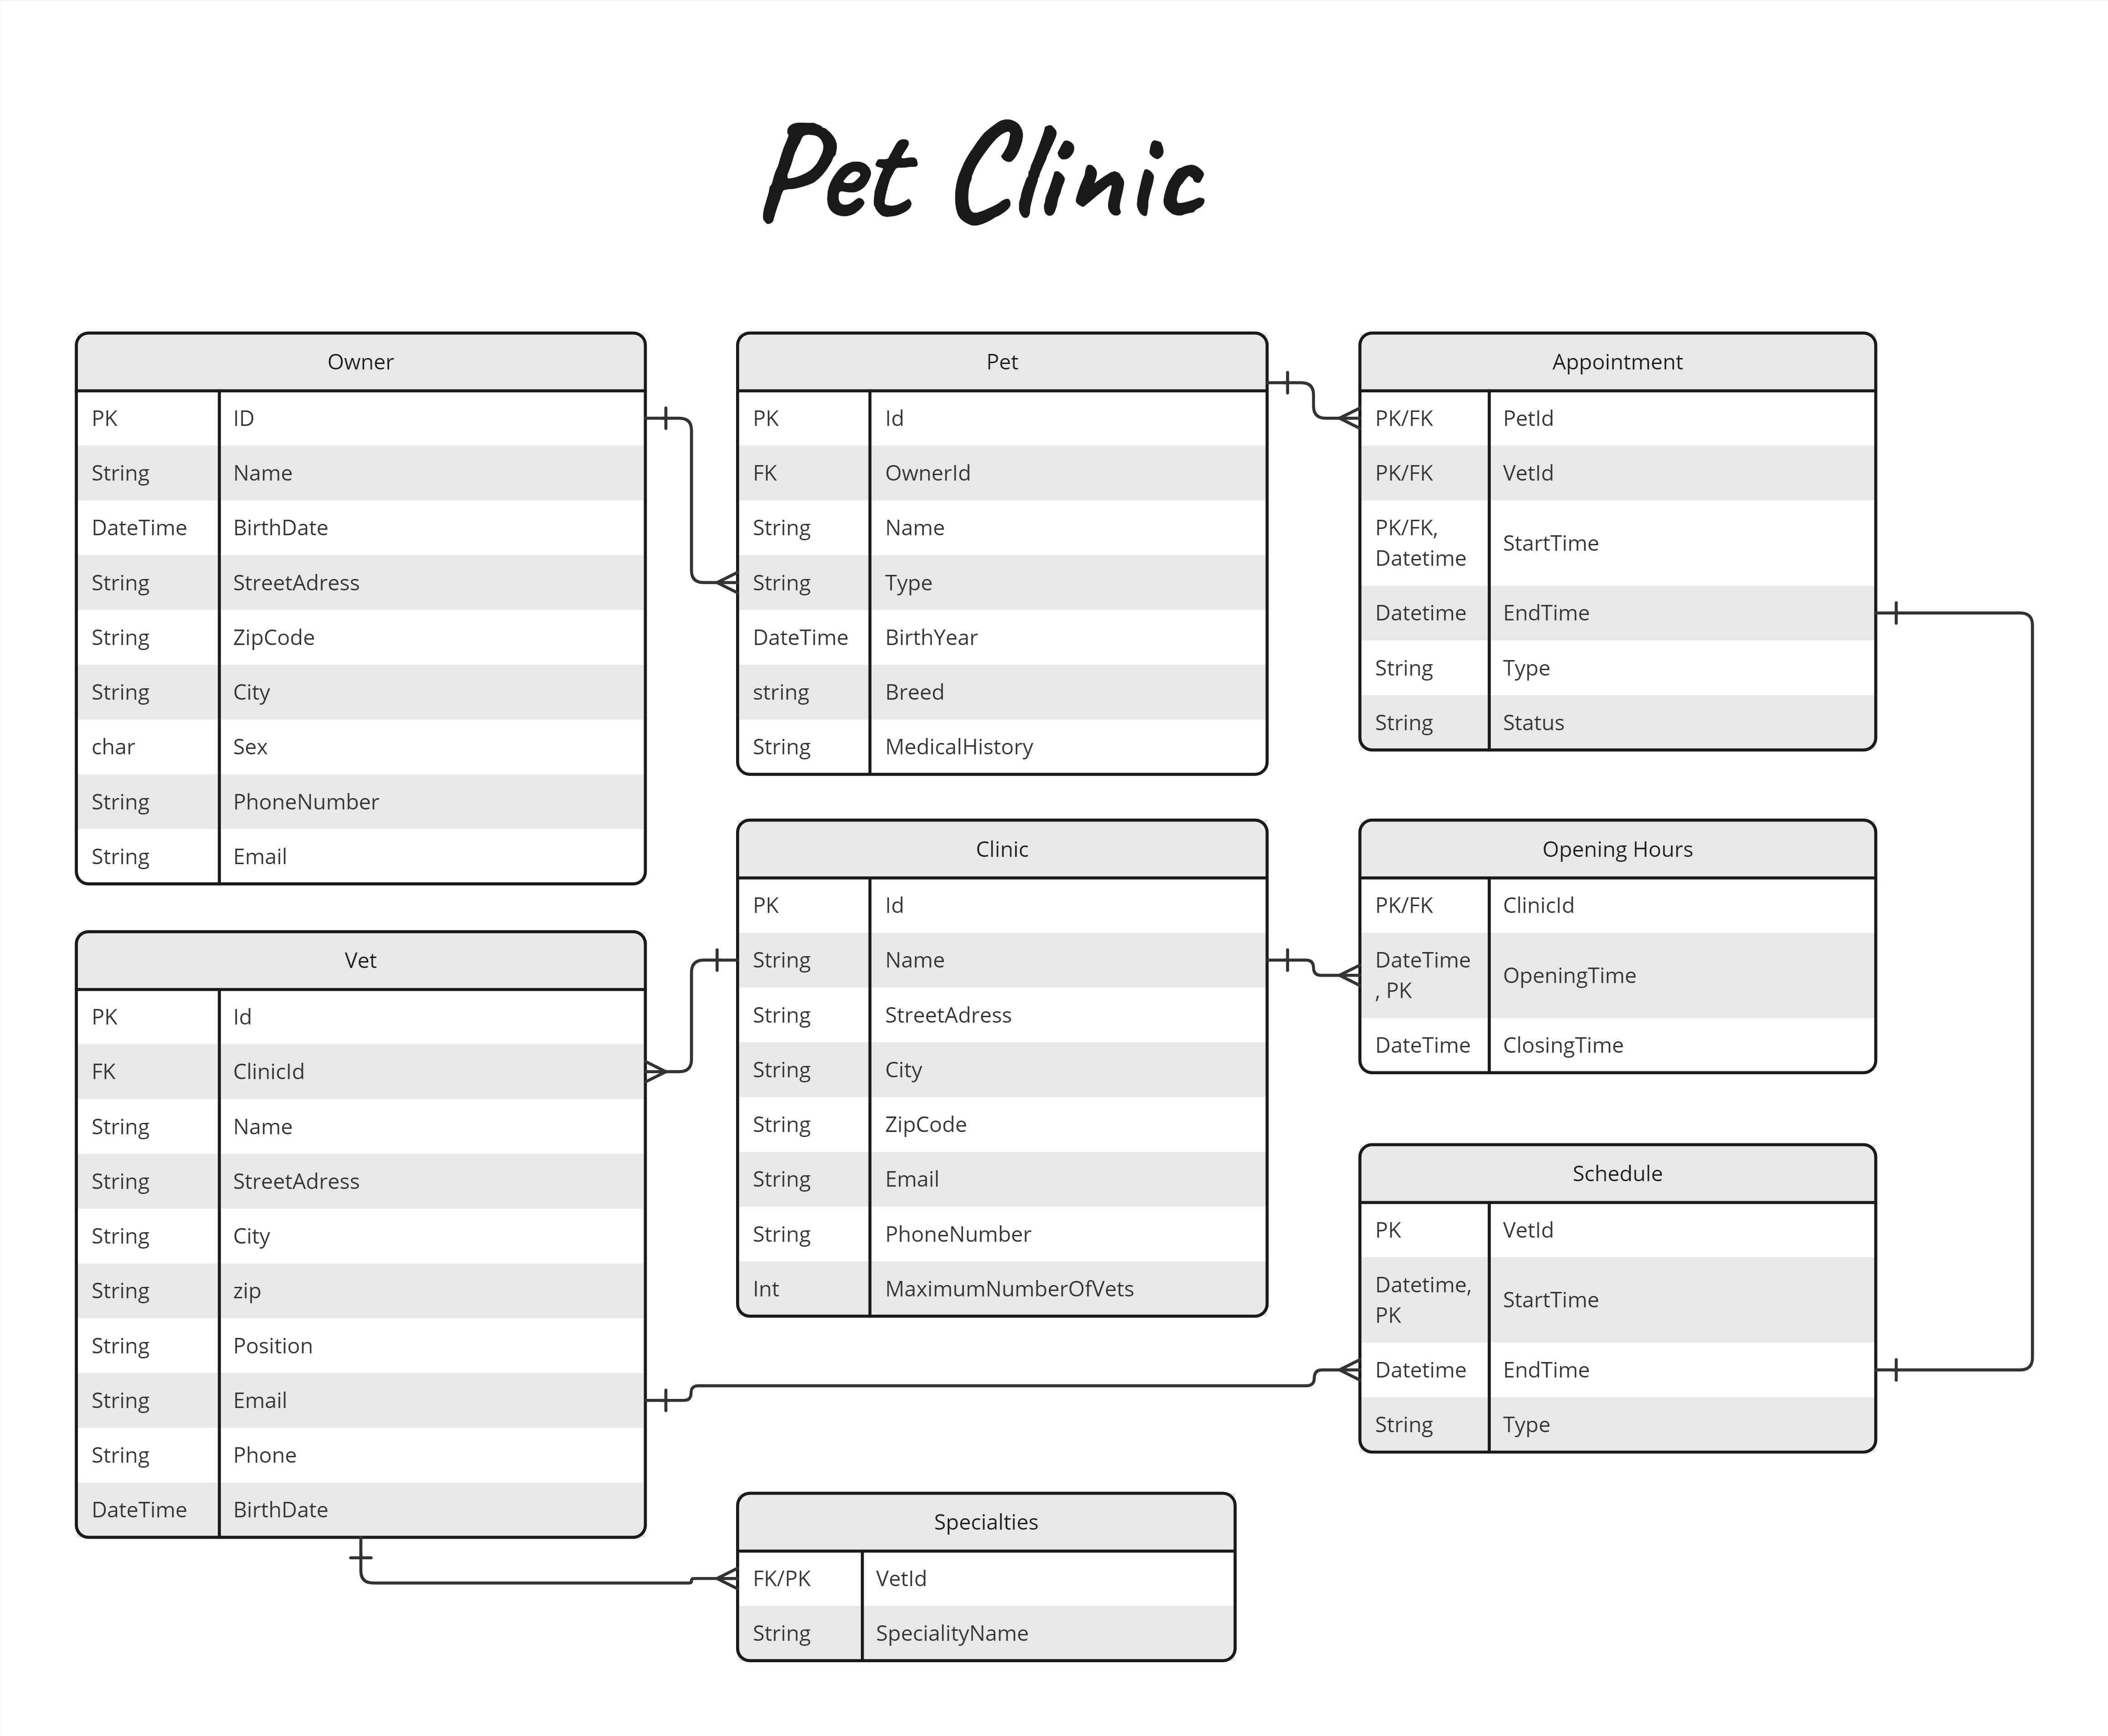 Pet Clinic
Owner
PK ID
String Name
DateTime BirthDate
String StreetAdress
String ZipCode
String City
char Sex
String PhoneNumber
String Email
Pet
PK Id
FK OwnerId
String Name
String Type
DateTime BirthYear
string Breed
String MedicalHistory
Appointment
PK/FK PetId
PK/FK VetId
PK/FK,
Datetime StartTime
Datetime EndTime
String Type
String Status
Vet
PK Id
FK ClinicId
String Name
String StreetAdress
String City
String zip
String Position
String Email
String Phone
DateTime BirthDate
Clinic
PK Id
String Name
String StreetAdress
String City
String ZipCode
String Email
String PhoneNumber
Int MaximumNumberOfVets
Opening Hours
PK/FK ClinicId
DateTime
, PK OpeningTime
DateTime ClosingTime
Schedule
PK VetId
Datetime,
PK StartTime
Datetime EndTime
String Type
Specialties
FK/PK VetId
String SpecialityName